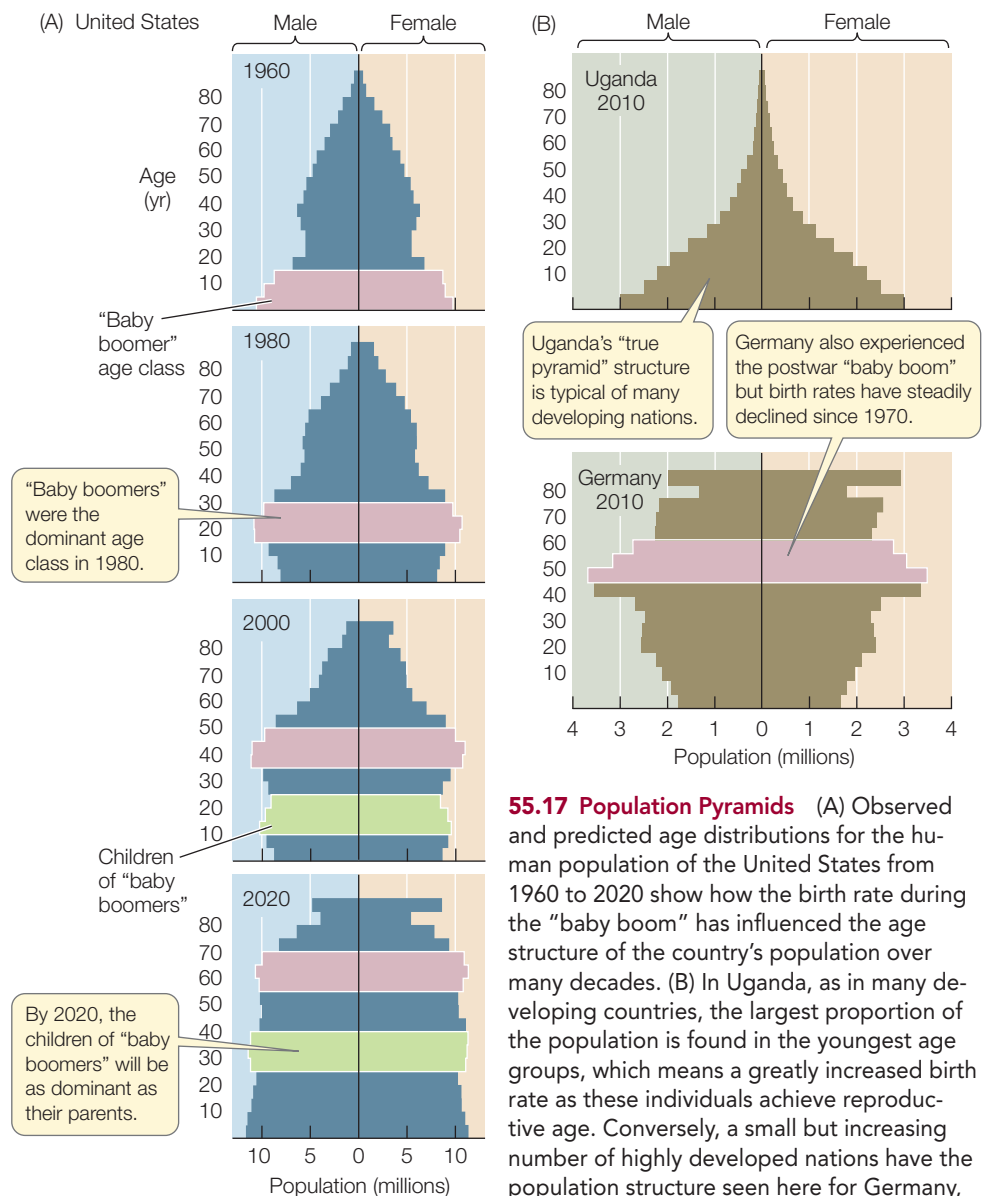 (A) United States
Male
Female
1960
80
70
60
50
40
30
20
10
Age
(yr)
"Baby
boomer"
age class
1980
80
70
60
50
40
30
20
10
"Baby boomers"
were the
dominant age
class in 1980.
2000
80
70
60
50
40
30
20
10
Children
of "baby
boomers"
2020
80
70
60
50
40
30
20
10
By 2020, the
children of "baby
boomers" will be
as dominant as
their parents.
10 5 0 5 10
Population (millions)
(B)
Male
Female
Uganda
2010
80
70
60
50
40
30
20
10
4 3 2 1 0 1 2 3 4
Uganda's "true
pyramid" structure
is typical of many
developing nations.
Germany also experienced
the postwar "baby boom"
but birth rates have steadily
declined since 1970.
Germany
2010
80
70
60
50
40
30
20
10
4 3 2 1 0 1 2 3 4
Population (millions)
55.17 Population Pyramids (A) Observed
and predicted age distributions for the hu-
man population of the United States from
1960 to 2020 show how the birth rate during
the "baby boom" has influenced the age
structure of the country's population over
many decades. (B) In Uganda, as in many de-
veloping countries, the largest proportion of
the population is found in the youngest age
groups, which means a greatly increased birth
rate as these individuals achieve reproduc-
tive age. Conversely, a small but increasing
number of highly developed nations have the
population structure seen here for Germany,